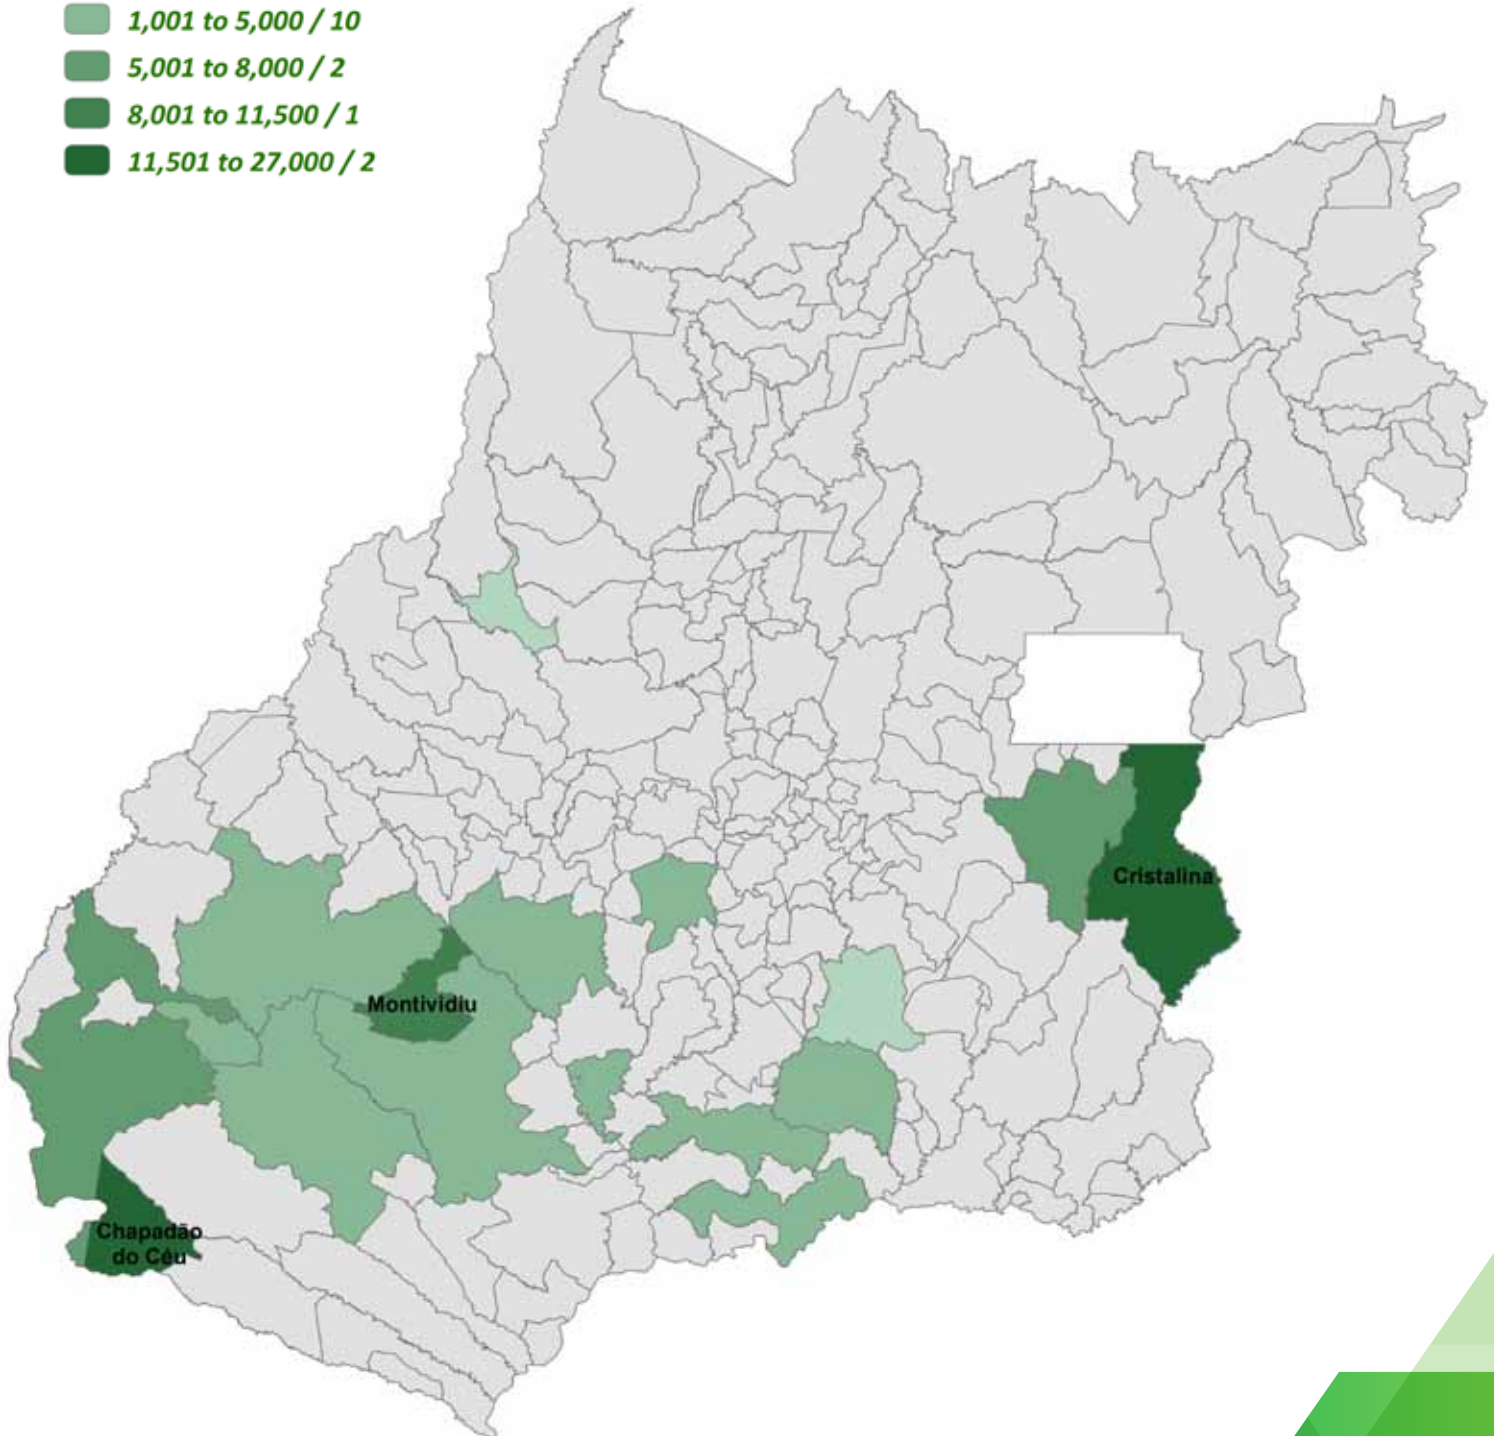 1,001 to 5,000 / 10
5,001 to 8,000 / 2
8,001 to 11,500 / 1
11,501 to 27,000 / 2
Cristalina
Montividiu
Chapadão
do Céu